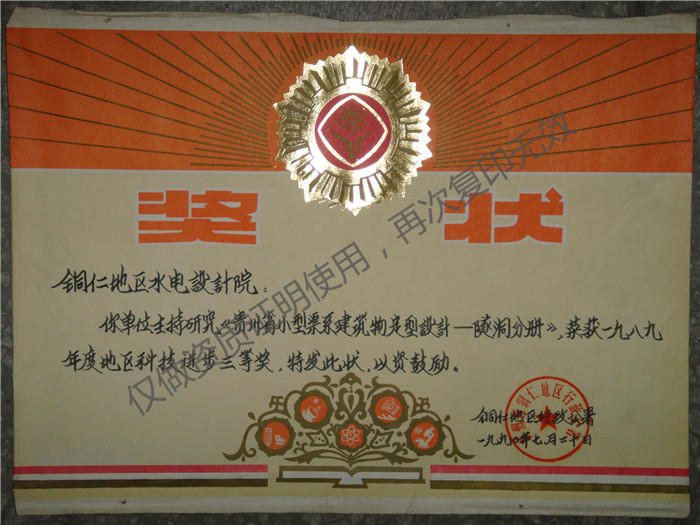 奖 状
铜仁地区水电設計院:
你单位主持研究《贵州省小型渠系建筑物定型設計—隧洞分册》,荣获一九八九
年度地区科技进步三等奖,特发此状,以资鼓励。
铜仁地区行政公署
一九九〇年七月二十日
仅做资质证明使用,再次复印无效